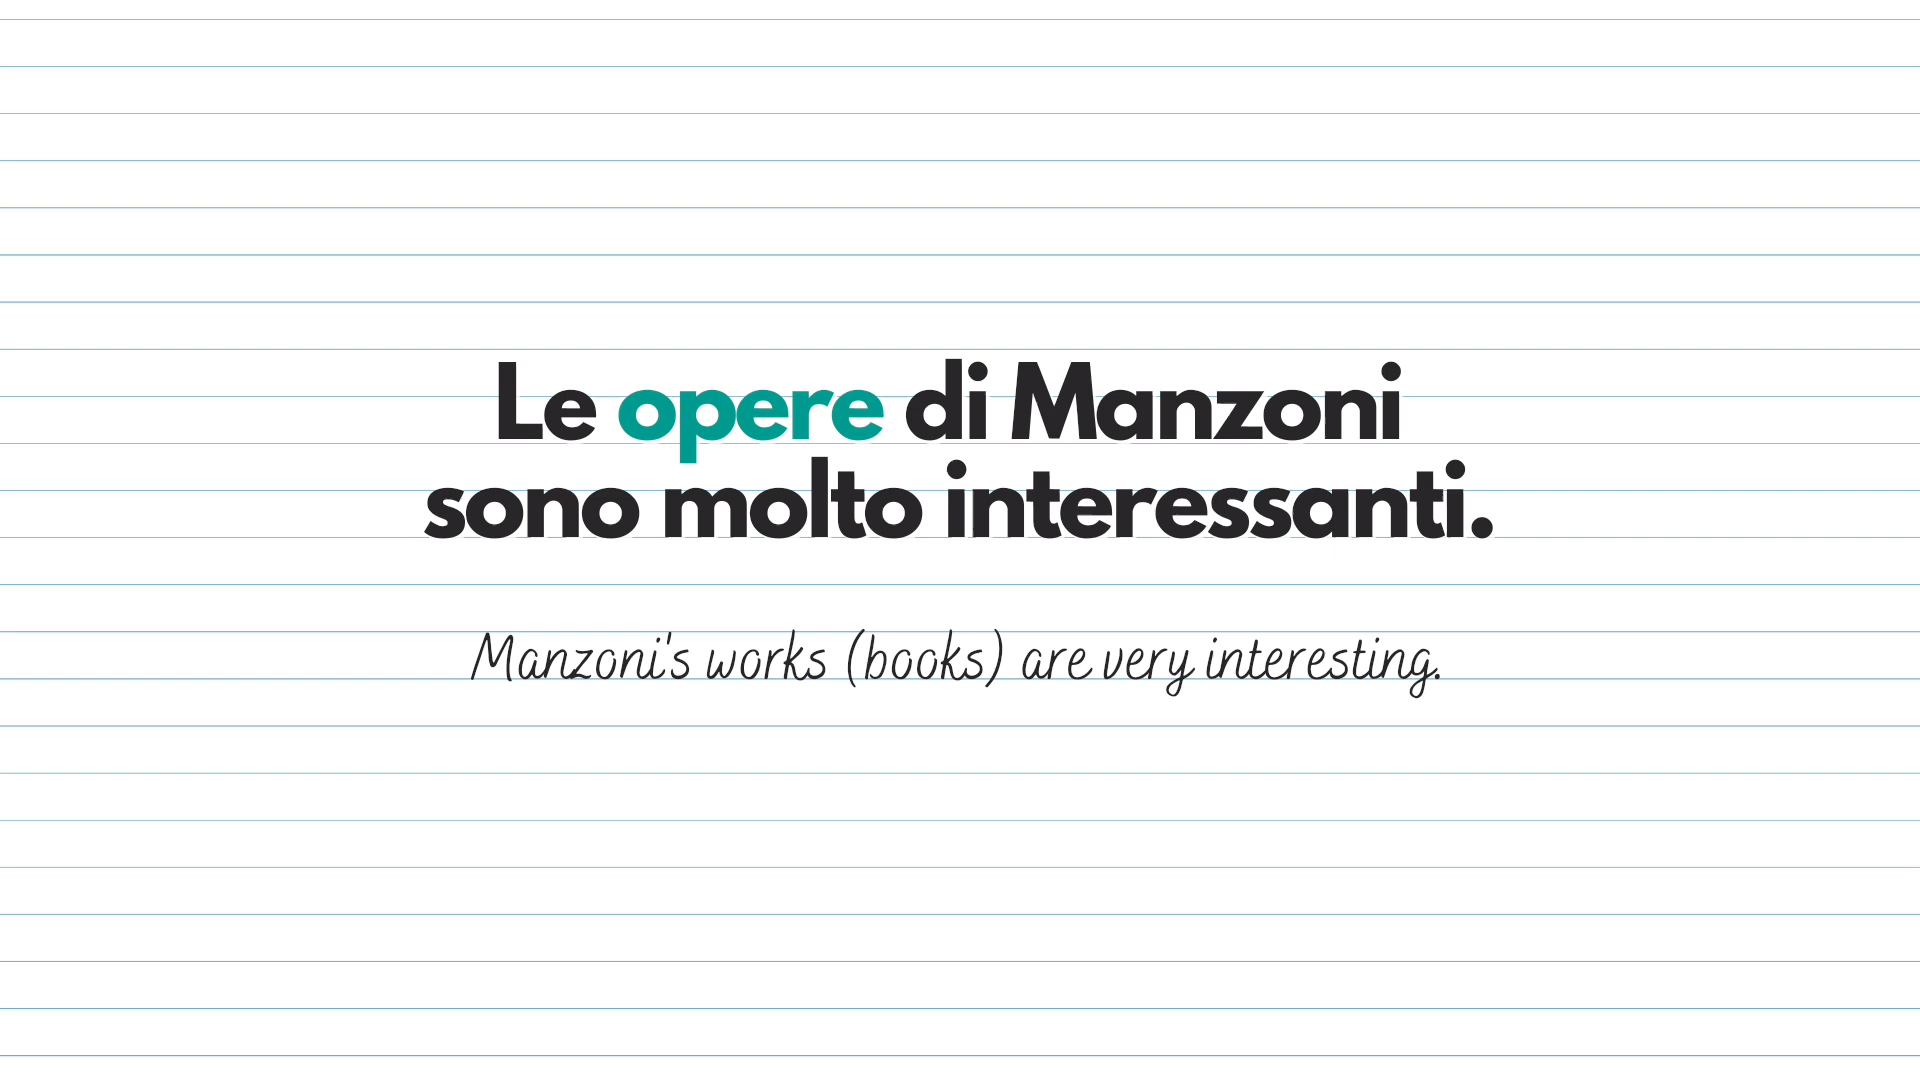 Le opere di Manzoni
sono molto interessanti.
Manzoni's works (books) are very interesting.